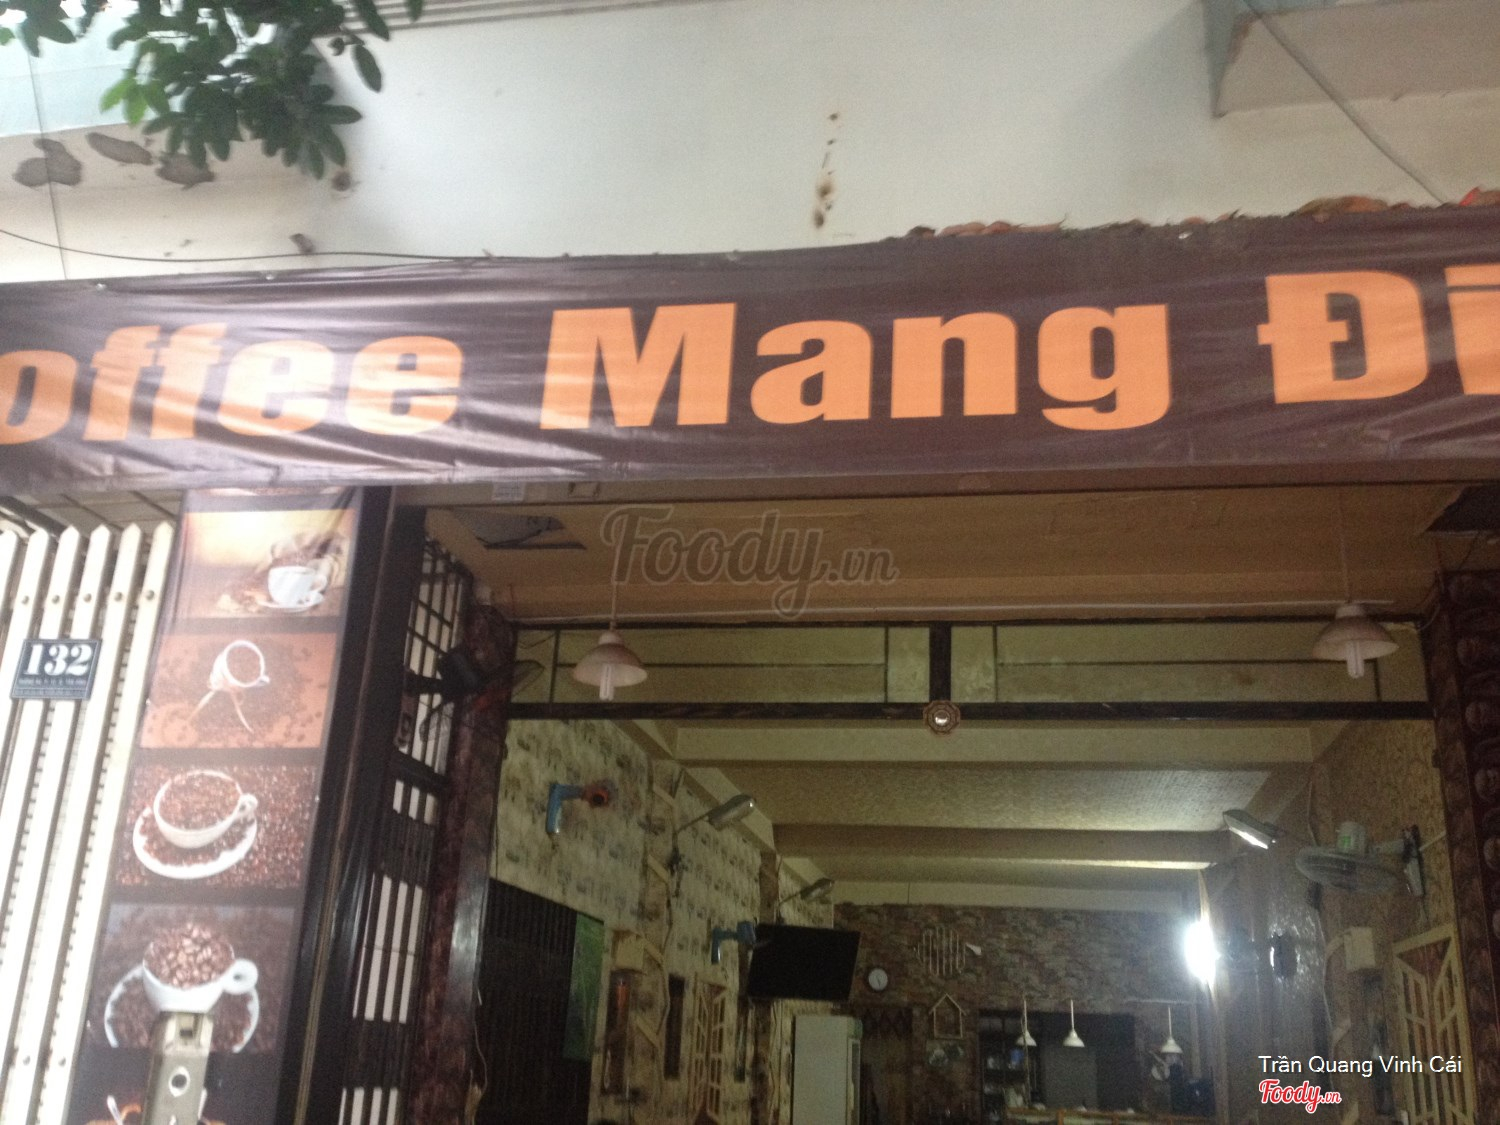 offee Mang Đi
Foody.vn
132
Trần Quang Vinh Cái
Foody.vn